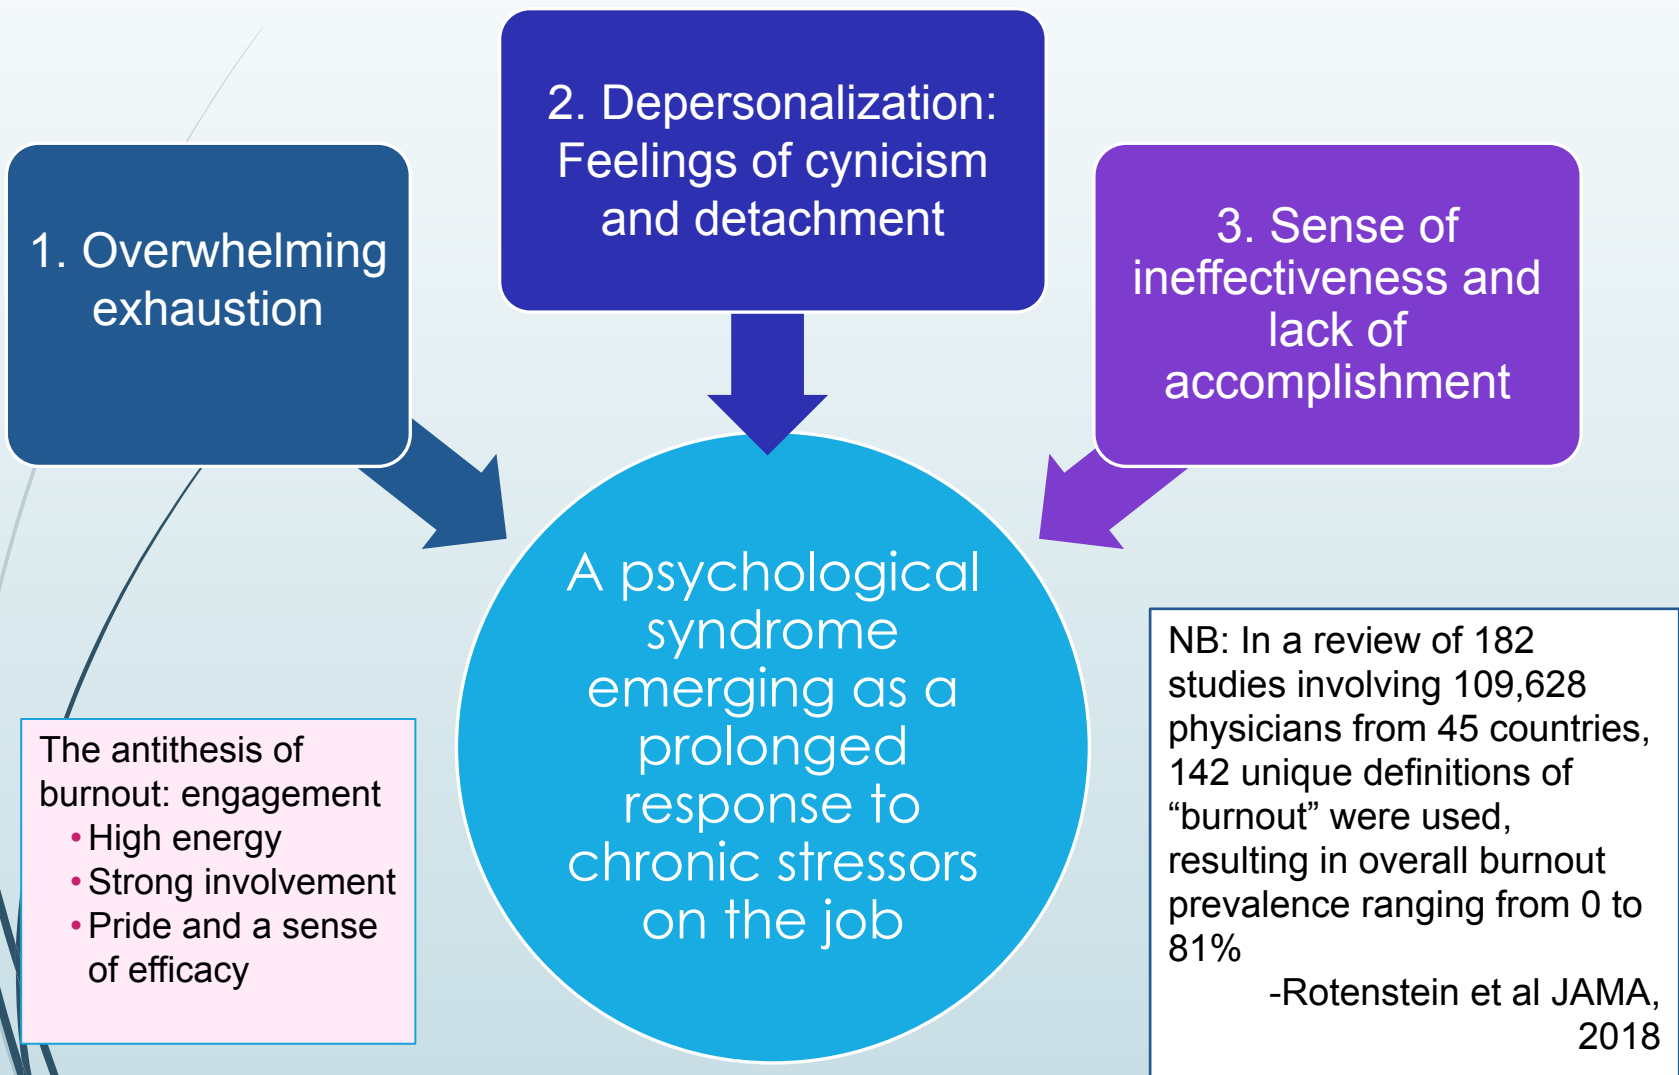 1. Overwhelming
exhaustion
2. Depersonalization:
Feelings of cynicism
and detachment
3. Sense of
ineffectiveness and
lack of
accomplishment
A psychological
syndrome
emerging as a
prolonged
response to
chronic stressors
on the job
The antithesis of
burnout: engagement
• High energy
• Strong involvement
• Pride and a sense
of efficacy
NB: In a review of 182
studies involving 109,628
physicians from 45 countries,
142 unique definitions of
“burnout” were used,
resulting in overall burnout
prevalence ranging from 0 to
81%
-Rotenstein et al JAMA,
2018